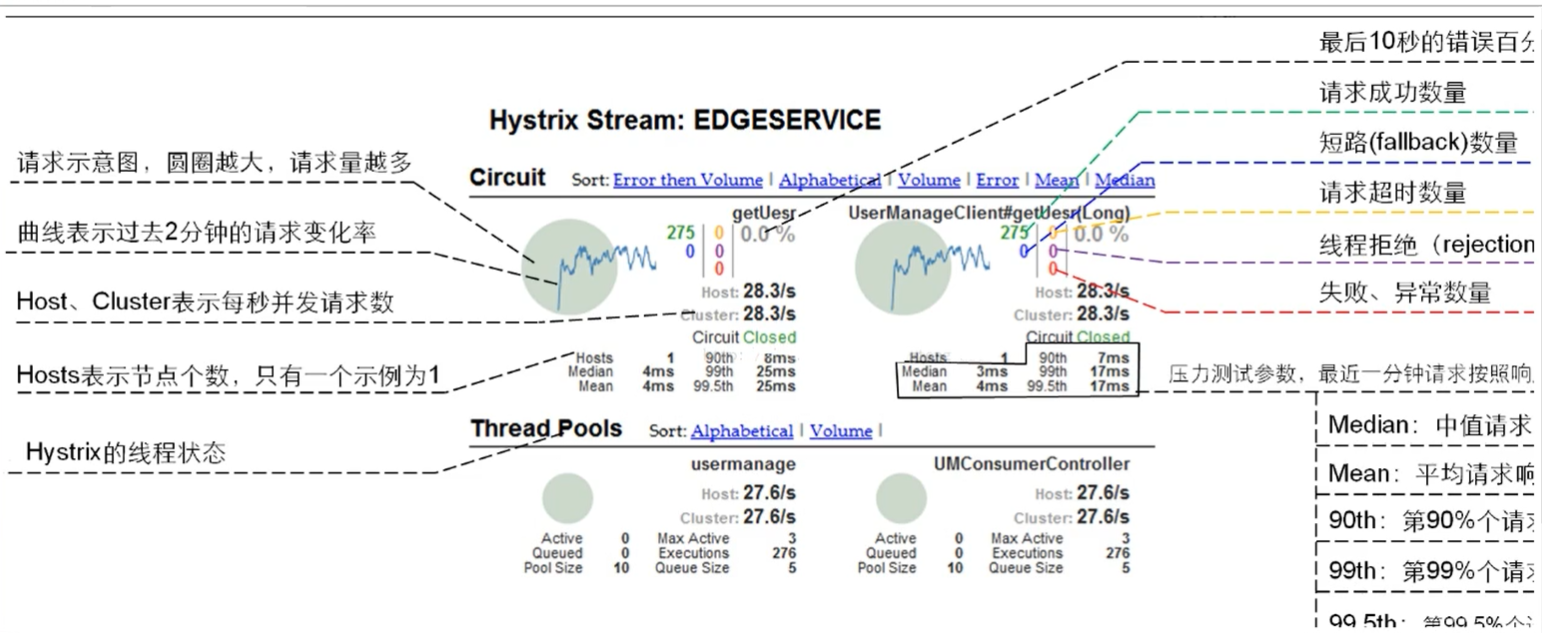 最后10秒的错误百分
请求成功数量
短路(fallback)数量
请求超时数量
线程拒绝（rejection
失败、异常数量
请求示意图，圆圈越大，请求量越多
曲线表示过去2分钟的请求变化率
Host、Cluster表示每秒并发请求数
Hosts表示节点个数，只有一个示例为1
Hystrix的线程状态
Hystrix Stream: EDGESERVICE
Circuit Sort: Error then Volume | Alphabetical | Volume | Error | Mean | Median
getUesr
275 0 0.0 %
0 0
0
Host: 28.3/s
Cluster: 28.3/s
Circuit Closed
Hosts 1 90th 8ms
Median 4ms 99th 25ms
Mean 4ms 99.5th 25ms
UserManageClient#getUesr(Long)
275 0 0.0 %
0 0
0
Host: 28.3/s
Cluster: 28.3/s
Circuit Closed
Hosts 1 90th 7ms
Median 3ms 99th 17ms
Mean 4ms 99.5th 17ms
Thread Pools Sort: Alphabetical | Volume |
usermanage
Host: 27.6/s
Cluster: 27.6/s
Active 0 Max Active 3
Queued 0 Executions 276
Pool Size 10 Queue Size 5
UMConsumerController
Host: 27.6/s
Cluster: 27.6/s
Active 0 Max Active 3
Queued 0 Executions 276
Pool Size 10 Queue Size 5
压力测试参数，最近一分钟请求按照响
Median：中值请求
Mean：平均请求响
90th：第90%个请求
99th：第99%个请求
99.5th：第99.5%个